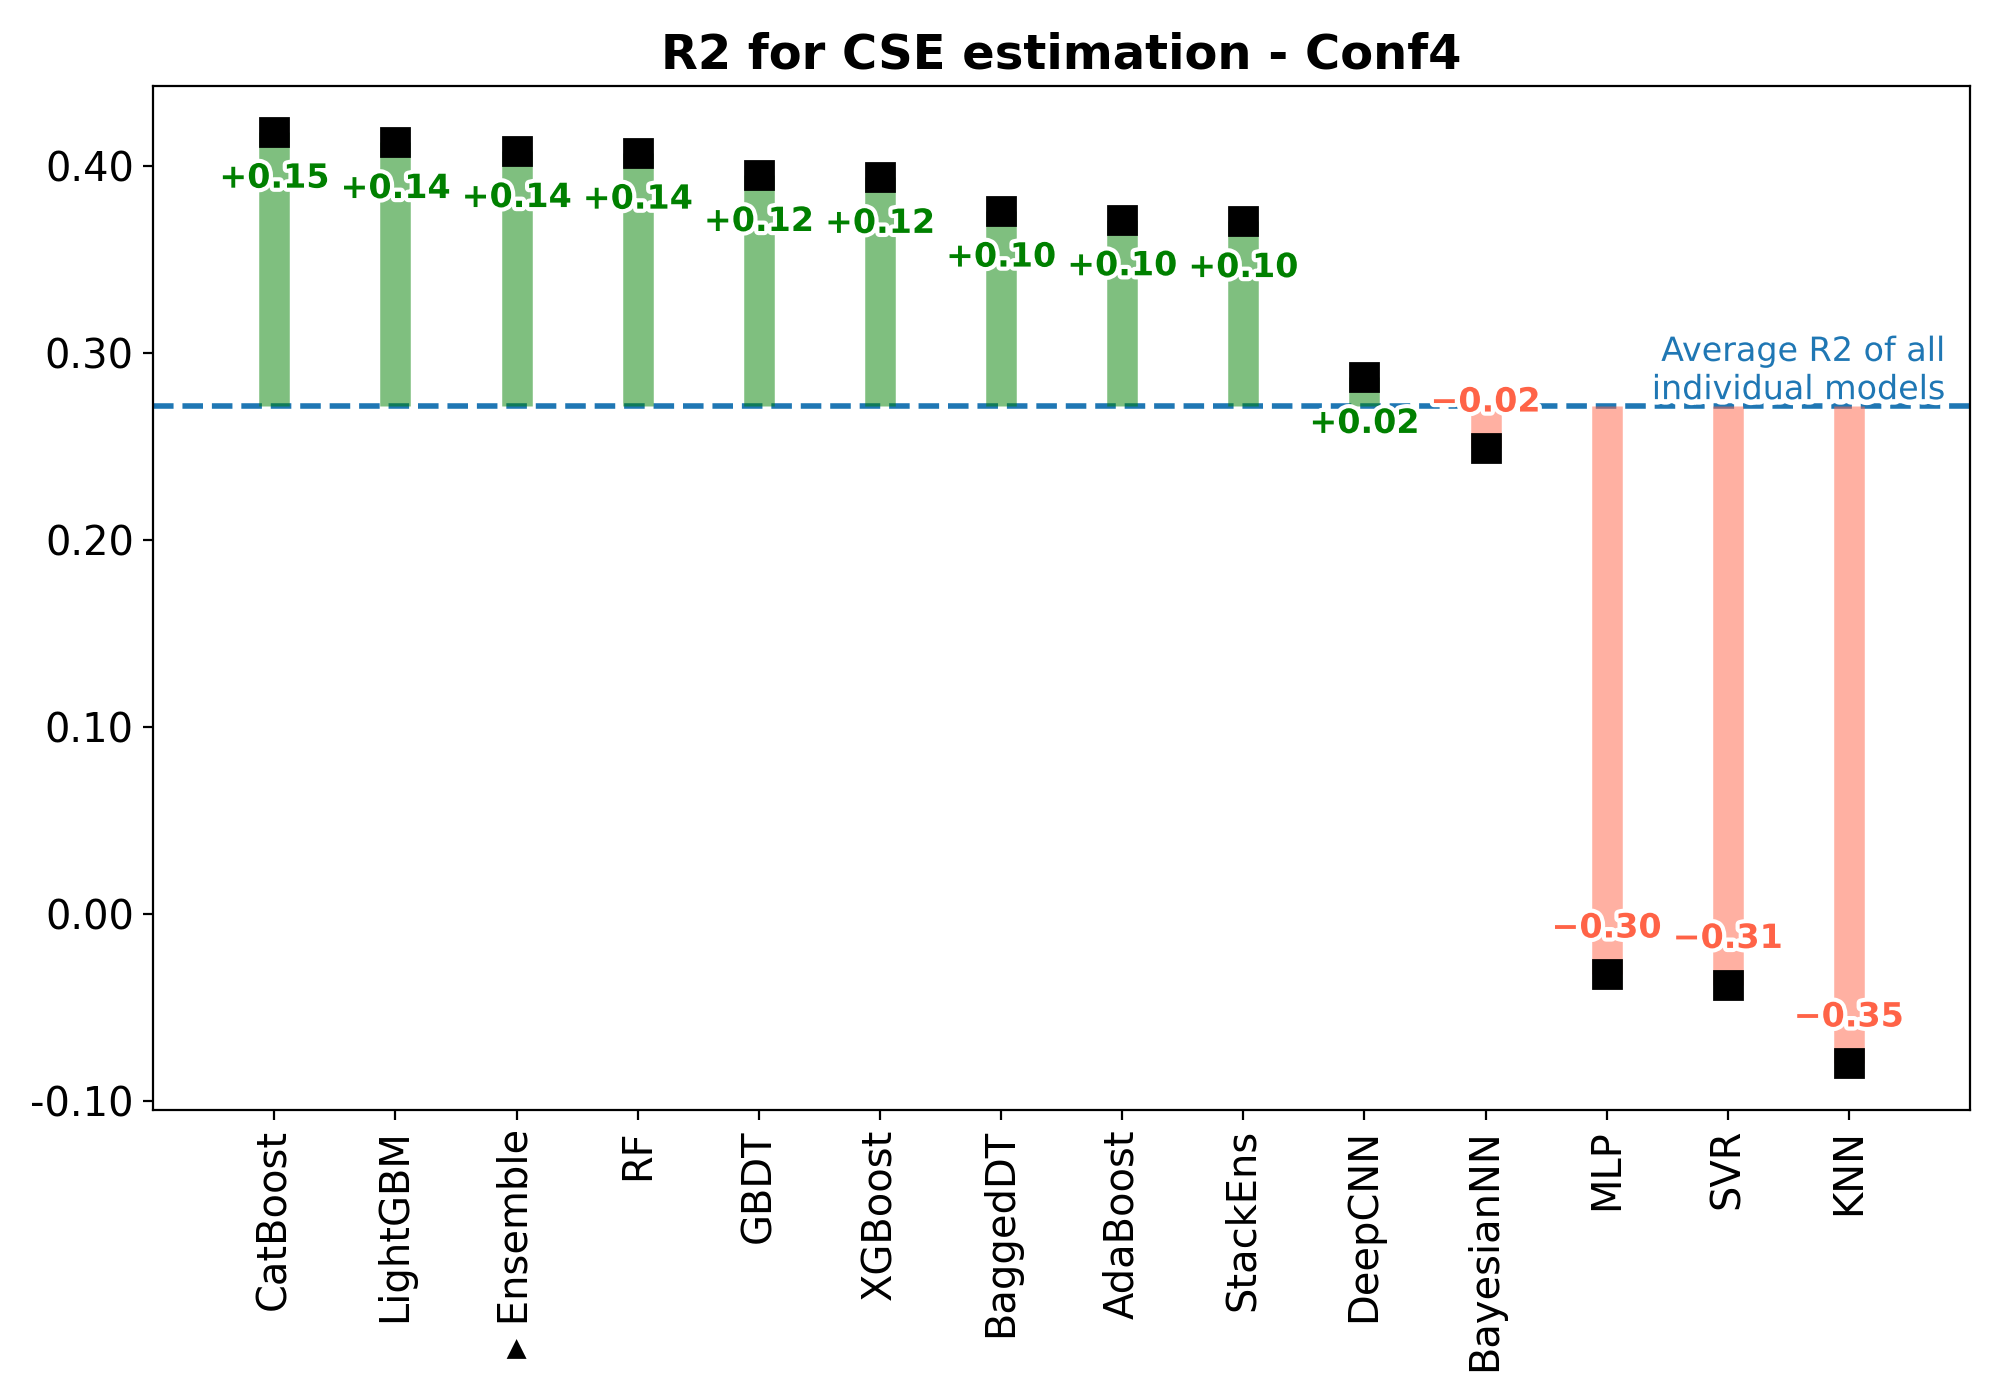 R2 for CSE estimation - Conf4
0.40
0.30
0.20
0.10
0.00
-0.10
+0.15
+0.14
+0.14
+0.14
+0.12
+0.12
+0.10
+0.10
+0.10
+0.02
−0.02
−0.30
−0.31
−0.35
Average R2 of all
individual models
CatBoost
LightGBM
► Ensemble
RF
GBDT
XGBoost
BaggedDT
AdaBoost
StackEns
DeepCNN
BayesianNN
MLP
SVR
KNN